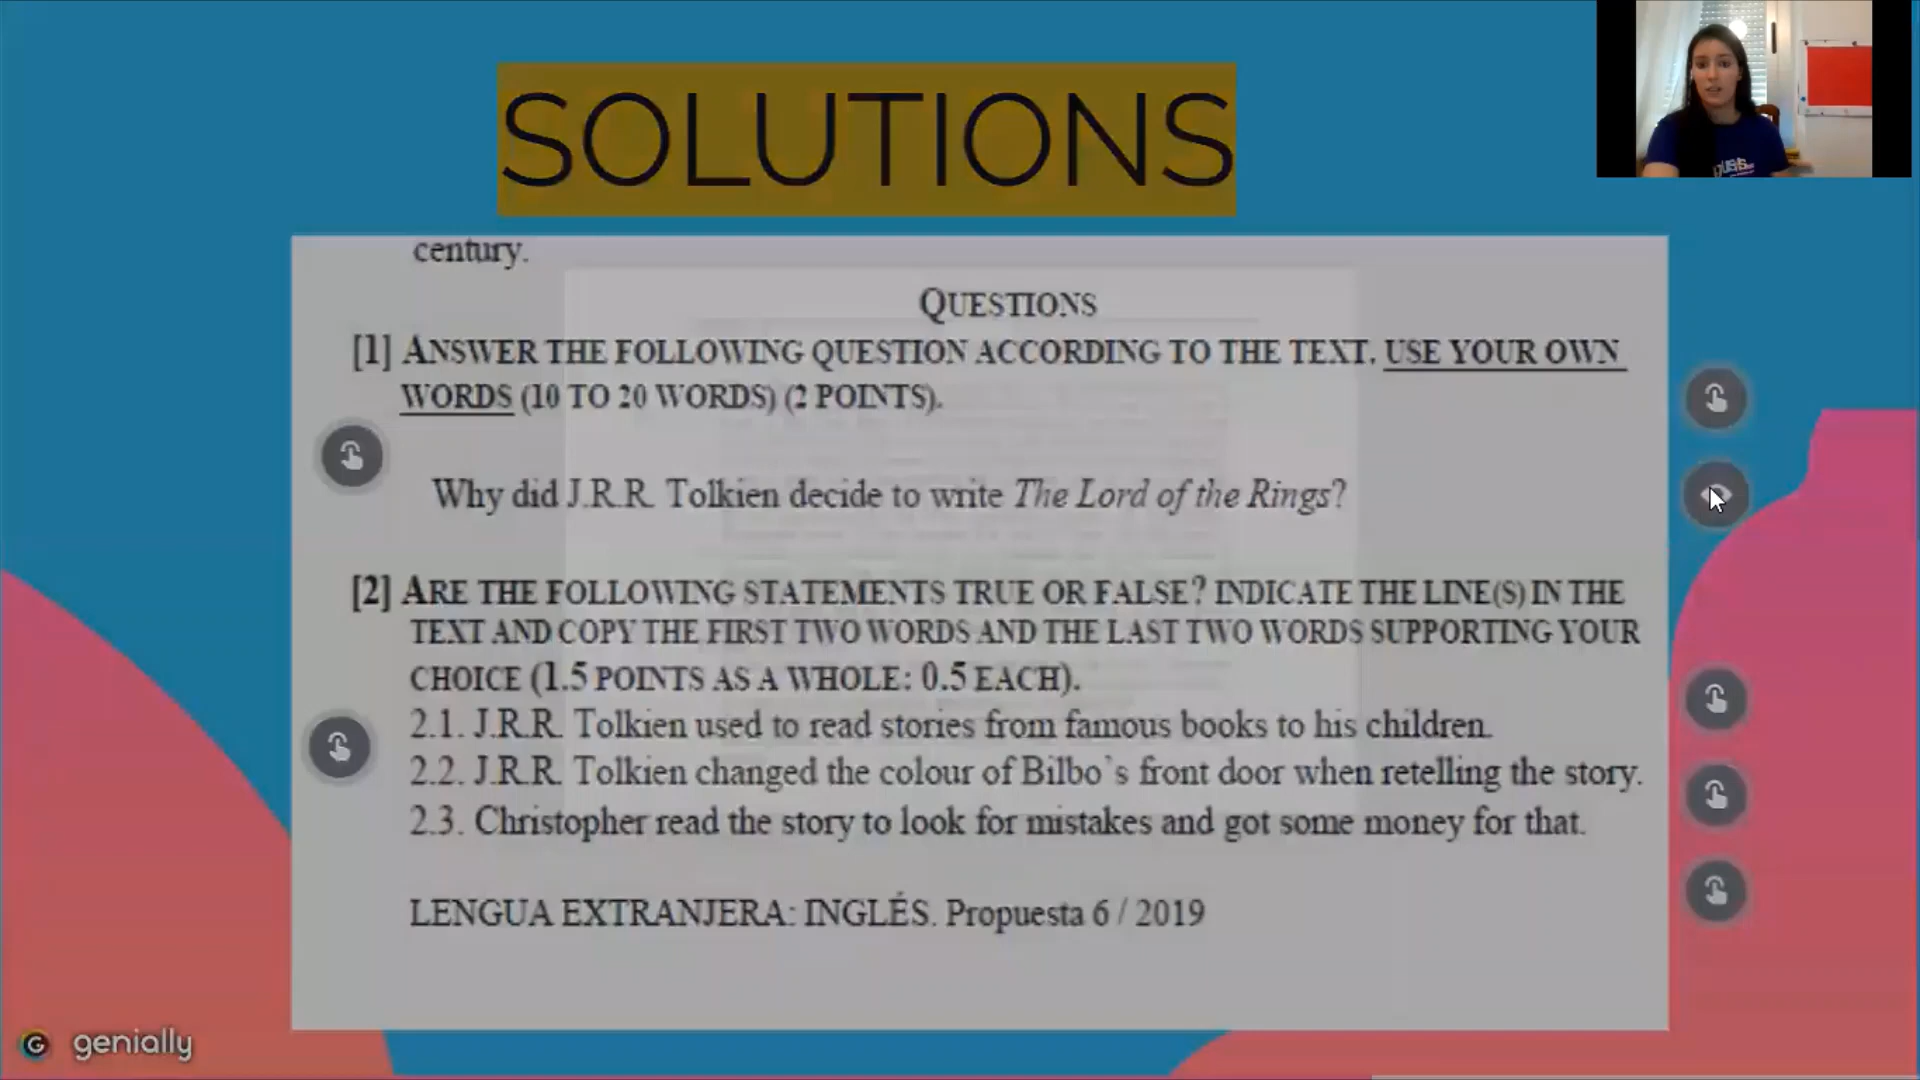 SOLUTIONS
century.
QUESTIONS
[1] ANSWER THE FOLLOWING QUESTION ACCORDING TO THE TEXT. USE YOUR OWN
WORDS (10 TO 20 WORDS) (2 POINTS).
Why did J.R.R. Tolkien decide to write The Lord of the Rings?
[2] ARE THE FOLLOWING STATEMENTS TRUE OR FALSE? INDICATE THE LINE(S) IN THE
TEXT AND COPY THE FIRST TWO WORDS AND THE LAST TWO WORDS SUPPORTING YOUR
CHOICE (1.5 POINTS AS A WHOLE: 0.5 EACH).
2.1. J.R.R. Tolkien used to read stories from famous books to his children.
2.2. J.R.R. Tolkien changed the colour of Bilbo`s front door when retelling the story.
2.3. Christopher read the story to look for mistakes and got some money for that.
LENGUA EXTRANJERA: INGLÉS. Propuesta 6 / 2019
genially